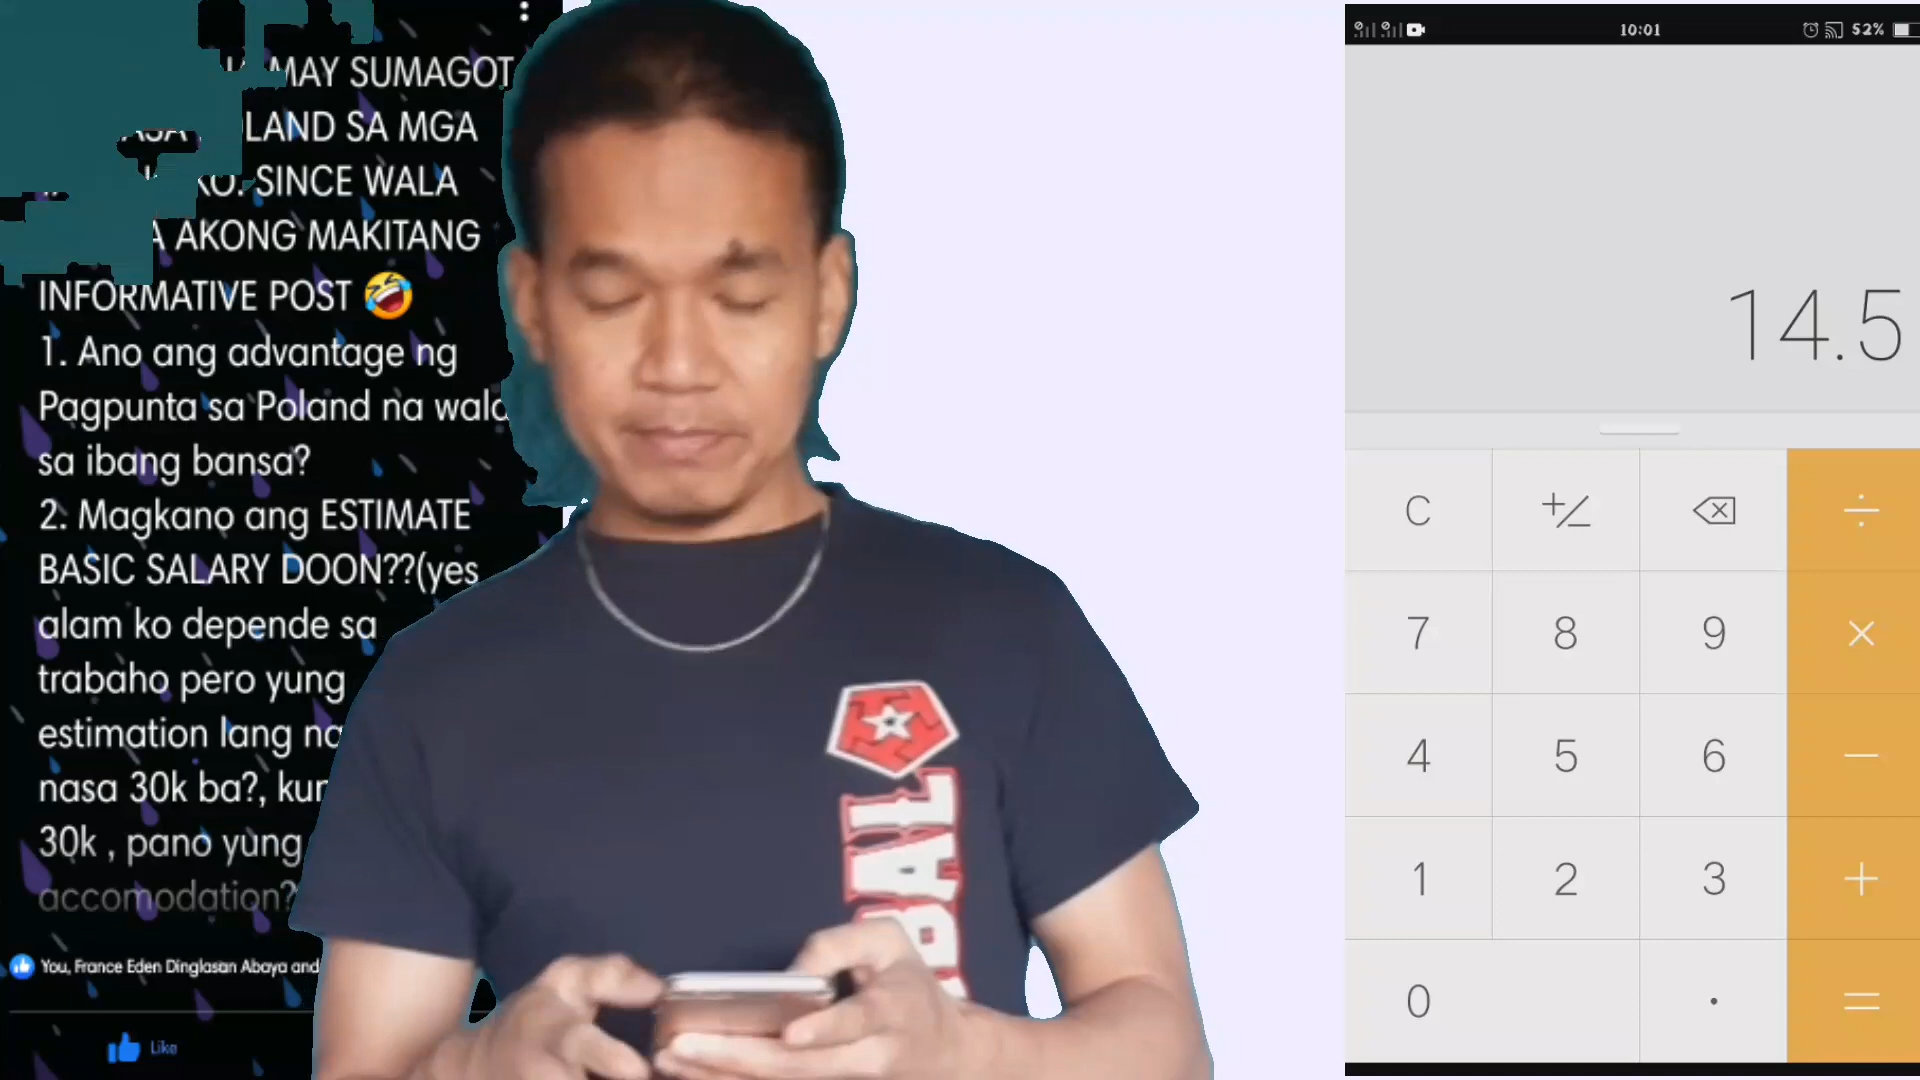 MAY SUMAGOT
LAND SA MGA
KO. SINCE WALA
A AKONG MAKITANG
INFORMATIVE POST 🤣
1. Ano ang advantage ng
Pagpunta sa Poland na wala
sa ibang bansa?
2. Magkano ang ESTIMATE
BASIC SALARY DOON??(yes
alam ko depende sa
trabaho pero yung
estimation lang na
nasa 30k ba?, kun
30k , pano yung
accomodation?
You, France Eden Dinglasan Abaya and
Like
BAL
10:01
52%
14.5
C +/- ÷
7 8 9 ×
4 5 6 −
1 2 3 +
0 . =